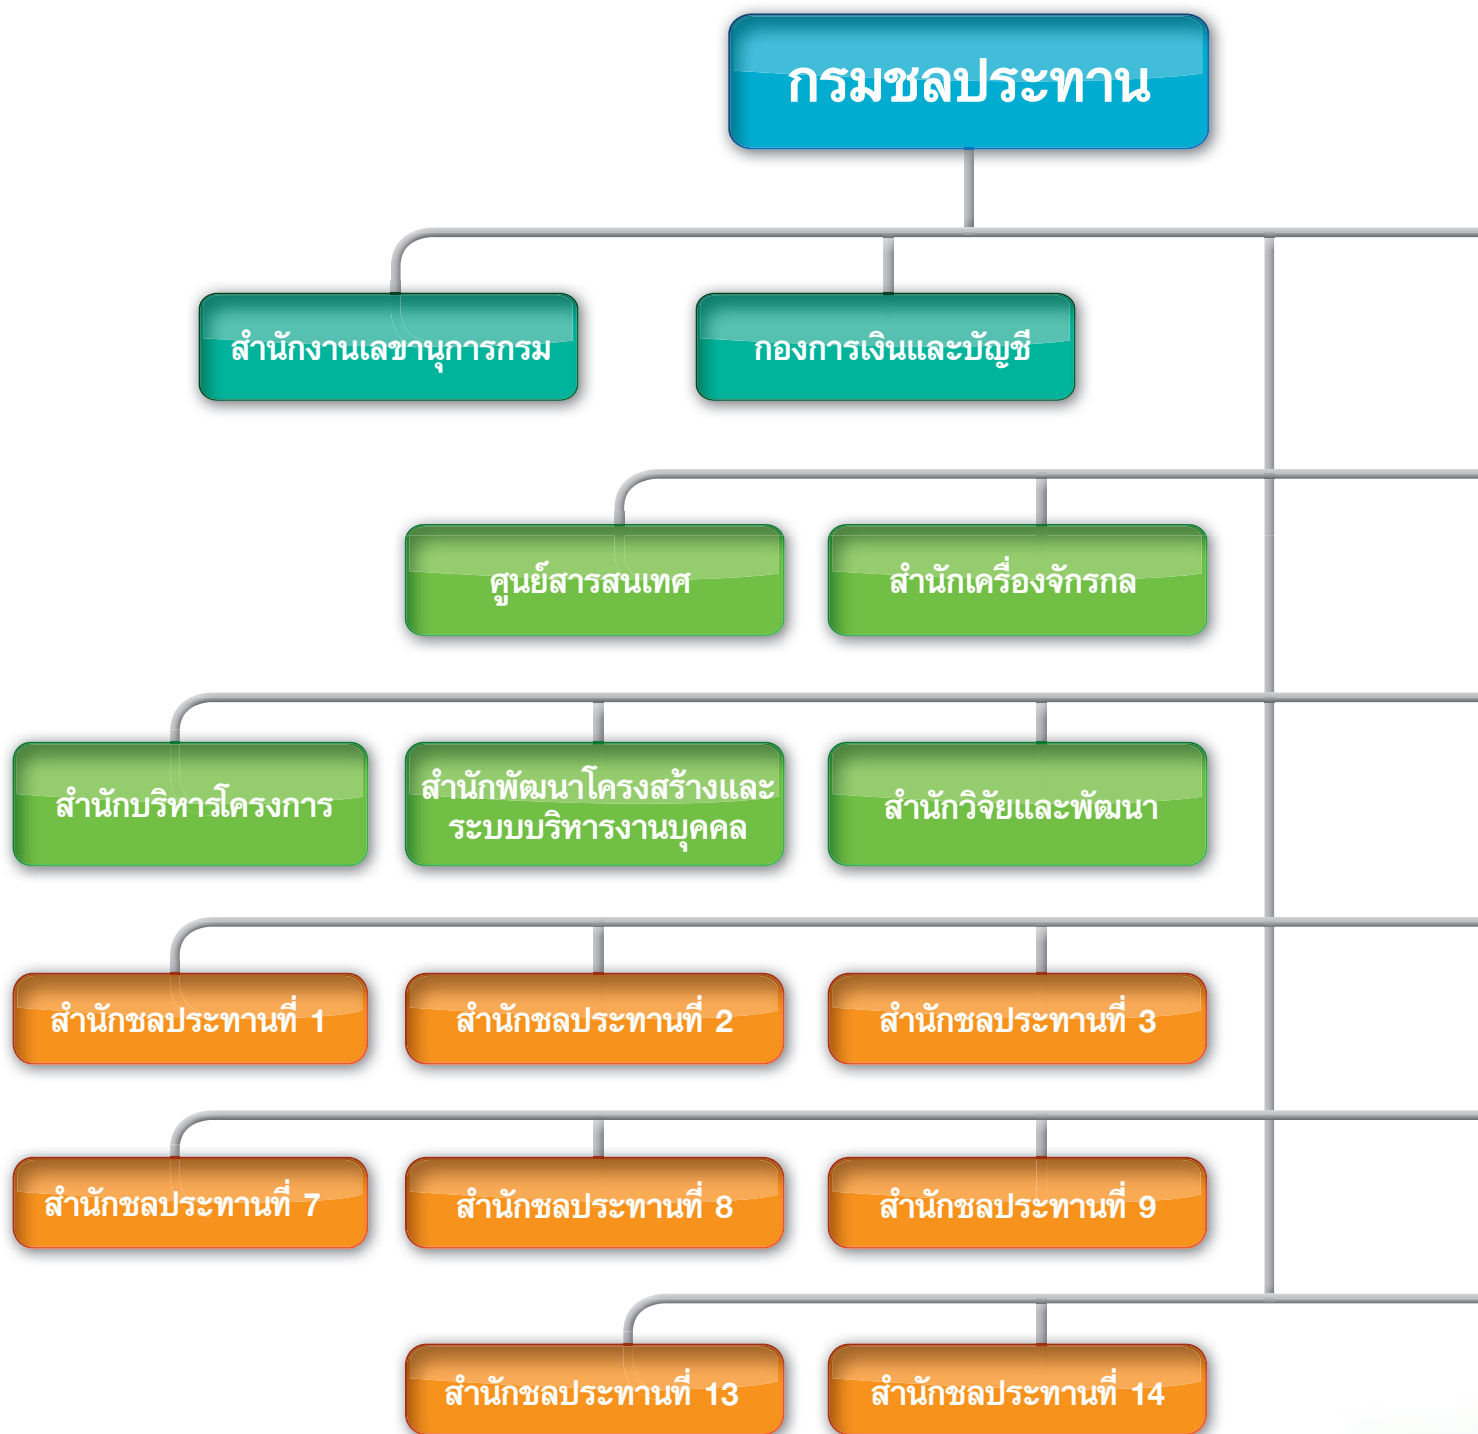 กรมชลประทาน
สำนักงานเลขานุการกรม
กองการเงินและบัญชี
ศูนย์สารสนเทศ
สำนักเครื่องจักรกล
สำนักบริหารโครงการ
สำนักพัฒนาโครงสร้างและ
ระบบบริหารงานบุคคล
สำนักวิจัยและพัฒนา
สำนักชลประทานที่ 1
สำนักชลประทานที่ 2
สำนักชลประทานที่ 3
สำนักชลประทานที่ 7
สำนักชลประทานที่ 8
สำนักชลประทานที่ 9
สำนักชลประทานที่ 13
สำนักชลประทานที่ 14